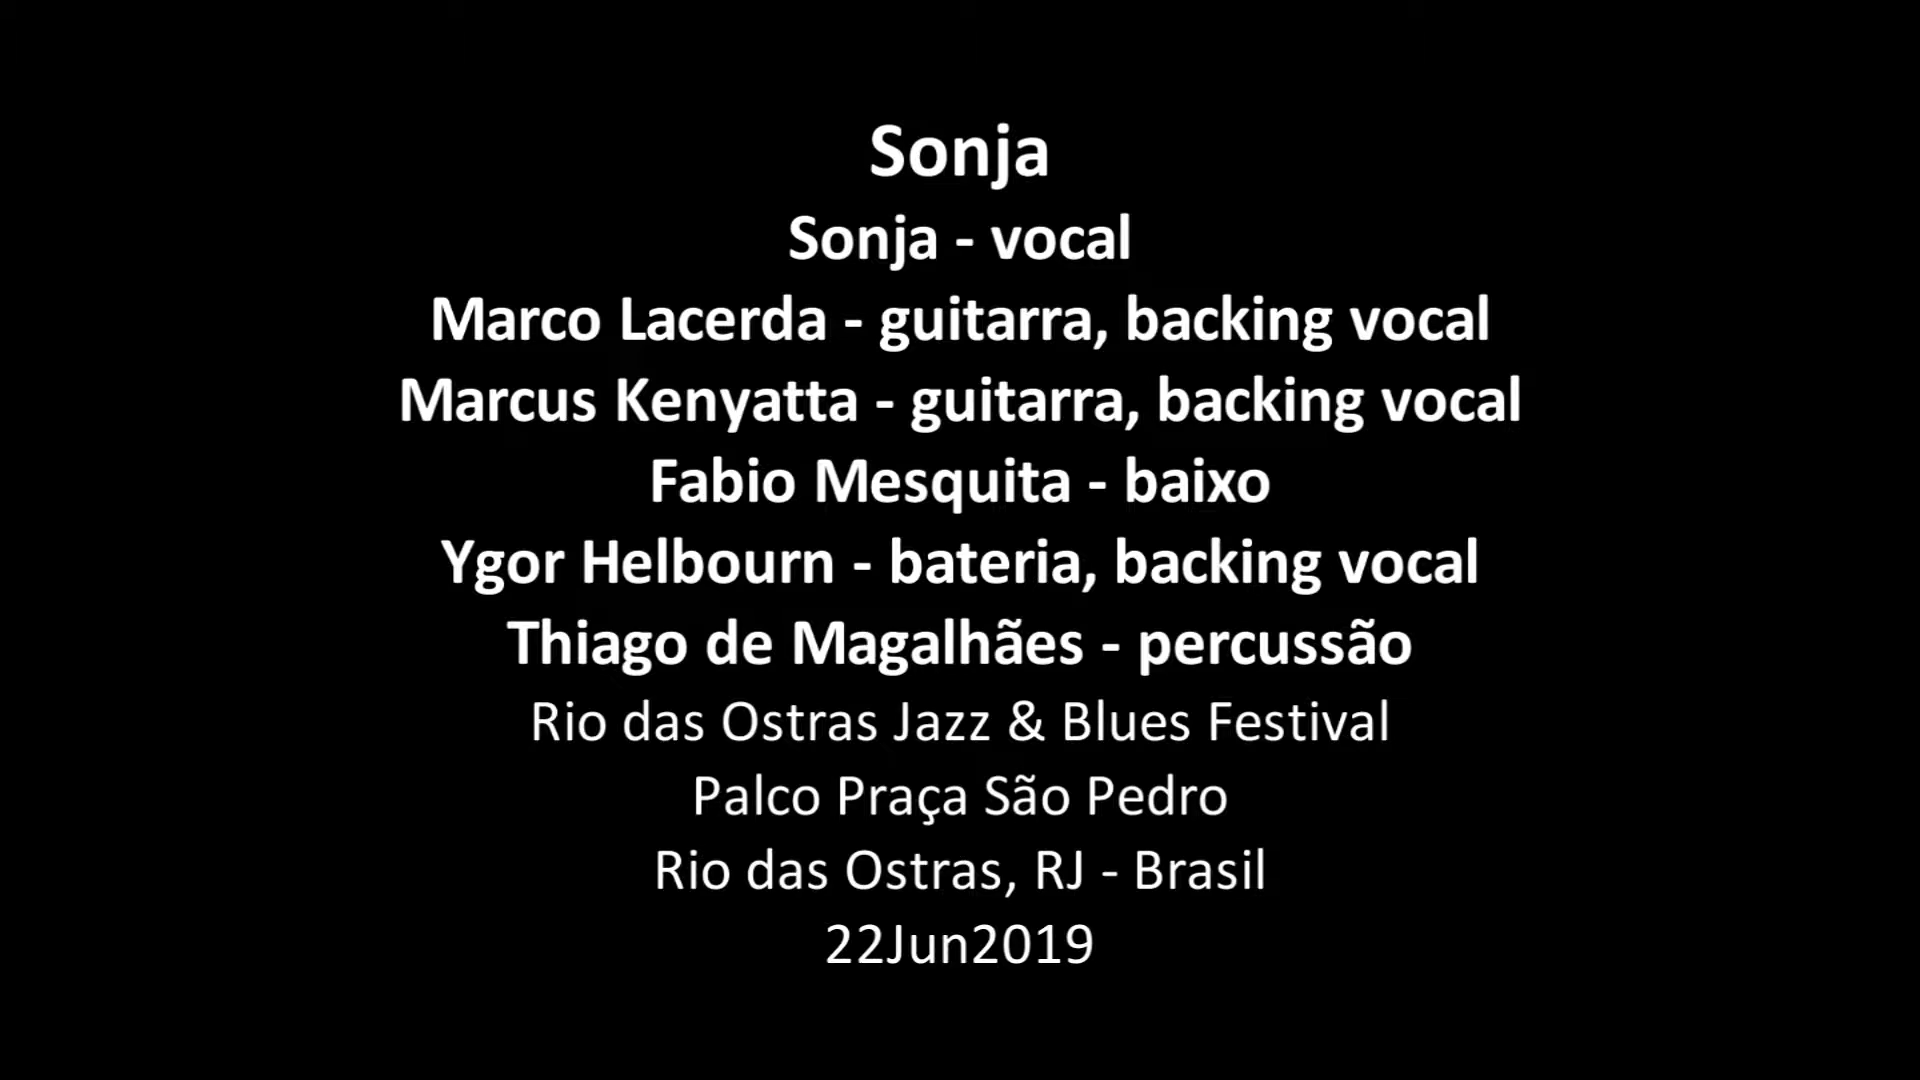 Sonja
Sonja - vocal
Marco Lacerda - guitarra, backing vocal
Marcus Kenyatta - guitarra, backing vocal
Fabio Mesquita - baixo
Ygor Helbourn - bateria, backing vocal
Thiago de Magalhães - percussão
Rio das Ostras Jazz & Blues Festival
Palco Praça São Pedro
Rio das Ostras, RJ - Brasil
22Jun2019